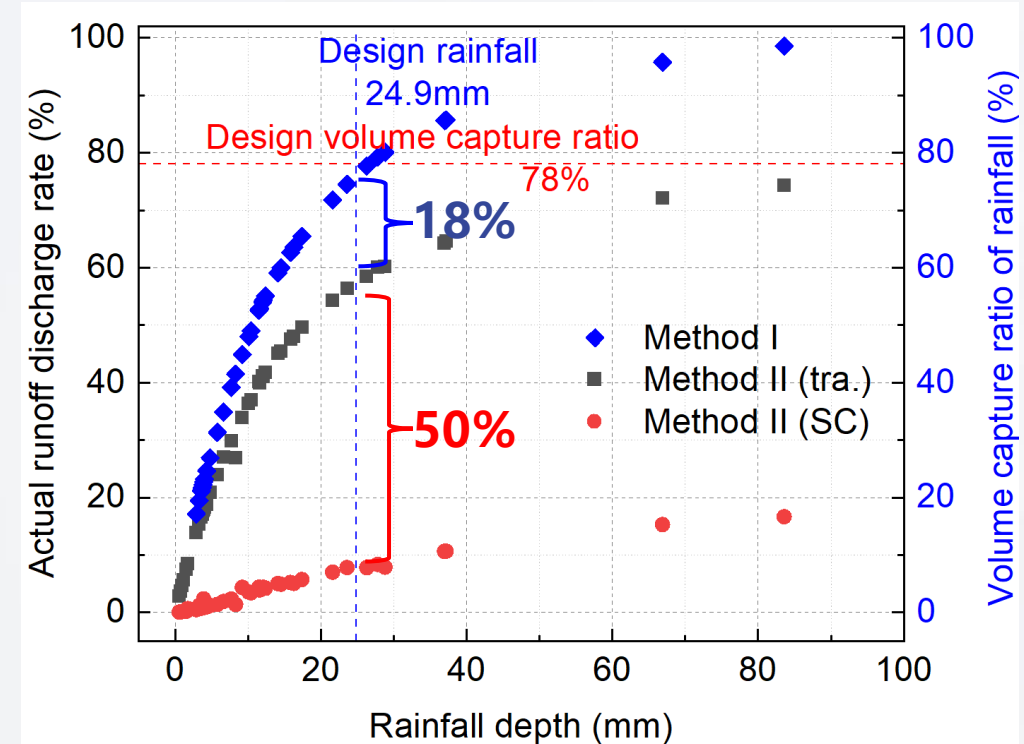 Actual runoff discharge rate (%)
100
80
60
40
20
0
Design rainfall
24.9mm
Design volume capture ratio
78%
18%
50%
Method I
Method II (tra.)
Method II (SC)
100
80
60
40
20
0
Volume capture ratio of rainfall (%)
0 20 40 60 80 100
Rainfall depth (mm)